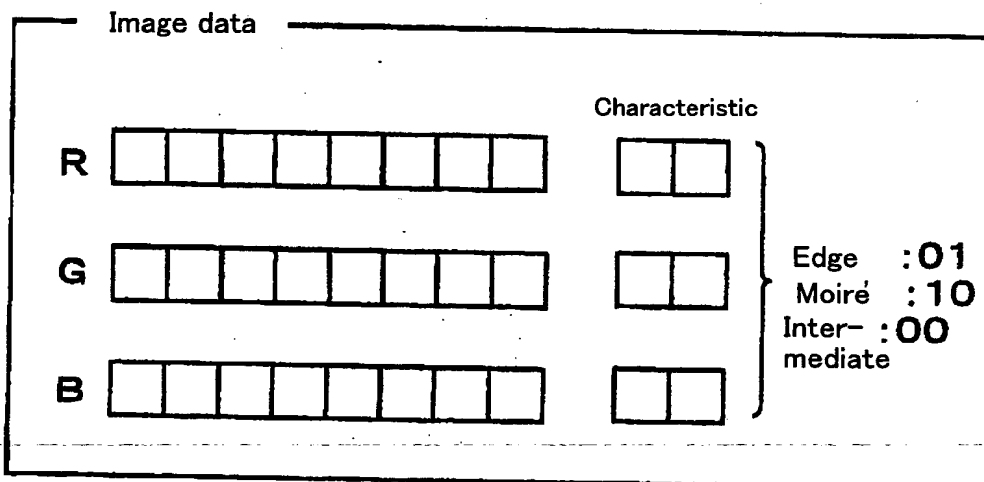 Image data
Characteristic
R
G
B
Edge :01
Moiré :10
Inter- :00
mediate